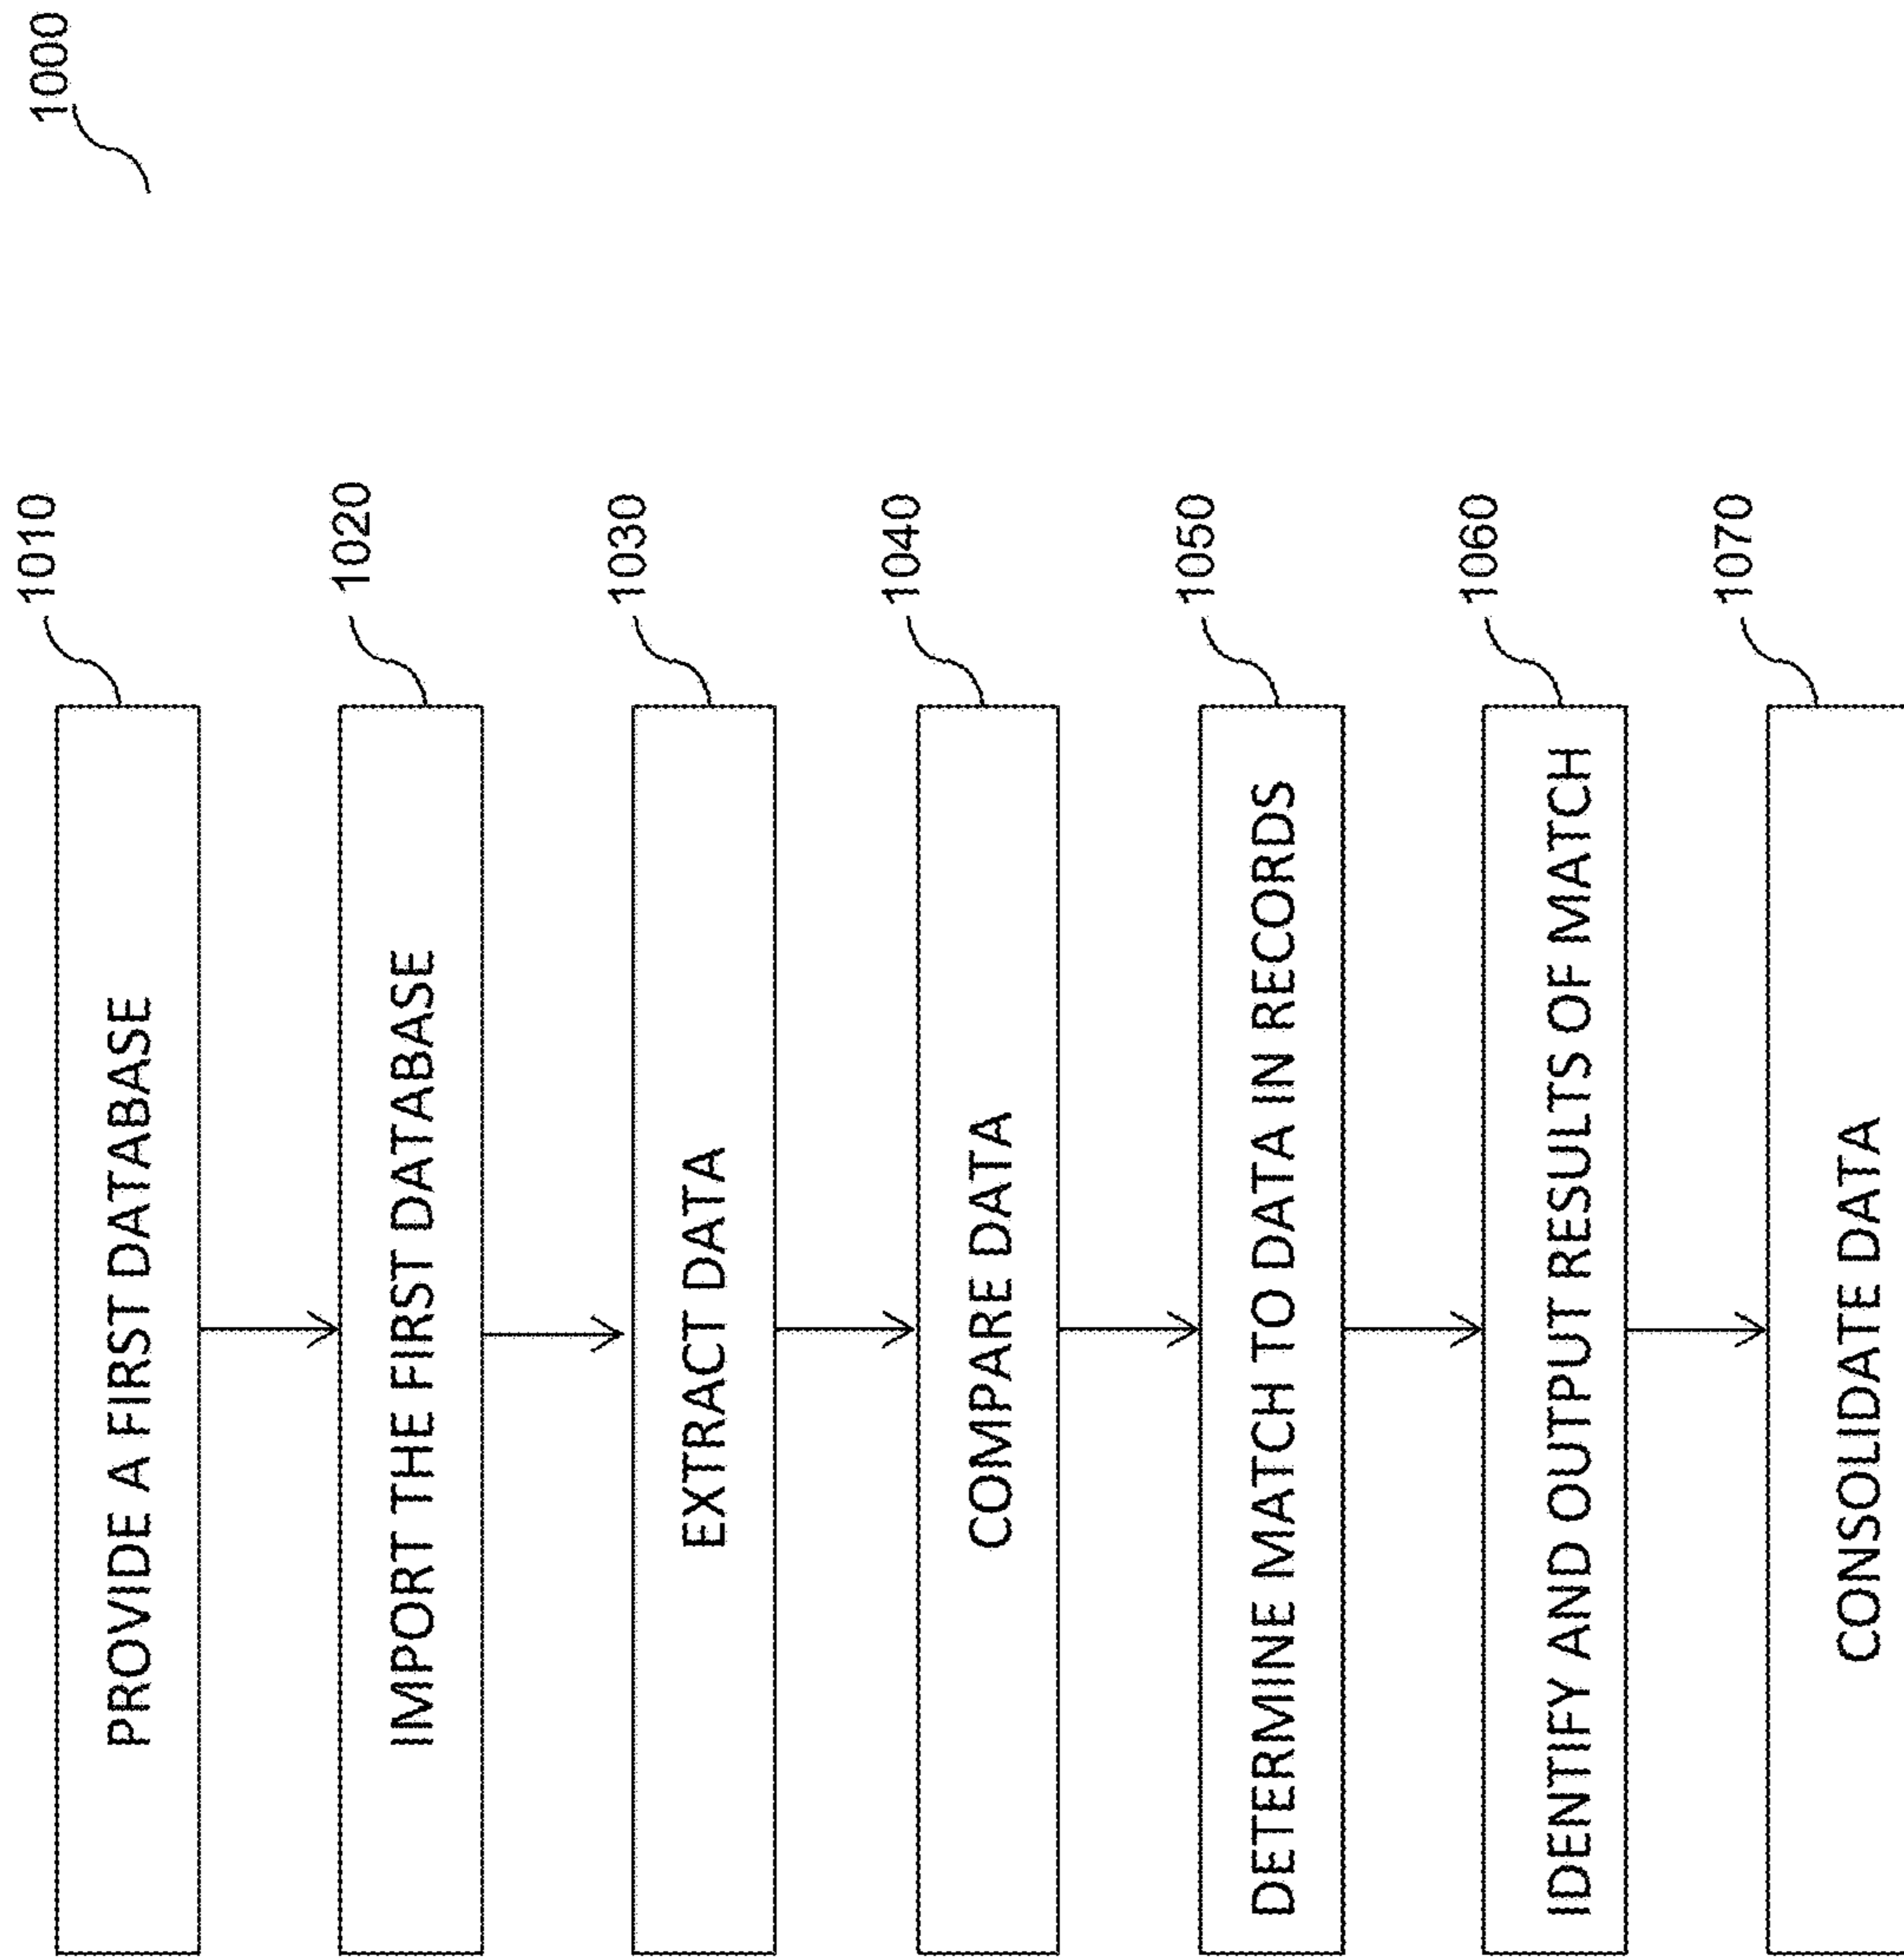 1000
PROVIDE A FIRST DATABASE
1010
IMPORT THE FIRST DATABASE
1020
EXTRACT DATA
1030
COMPARE DATA
1040
DETERMINE MATCH TO DATA IN RECORDS
1050
IDENTIFY AND OUTPUT RESULTS OF MATCH
1060
CONSOLIDATE DATA
1070